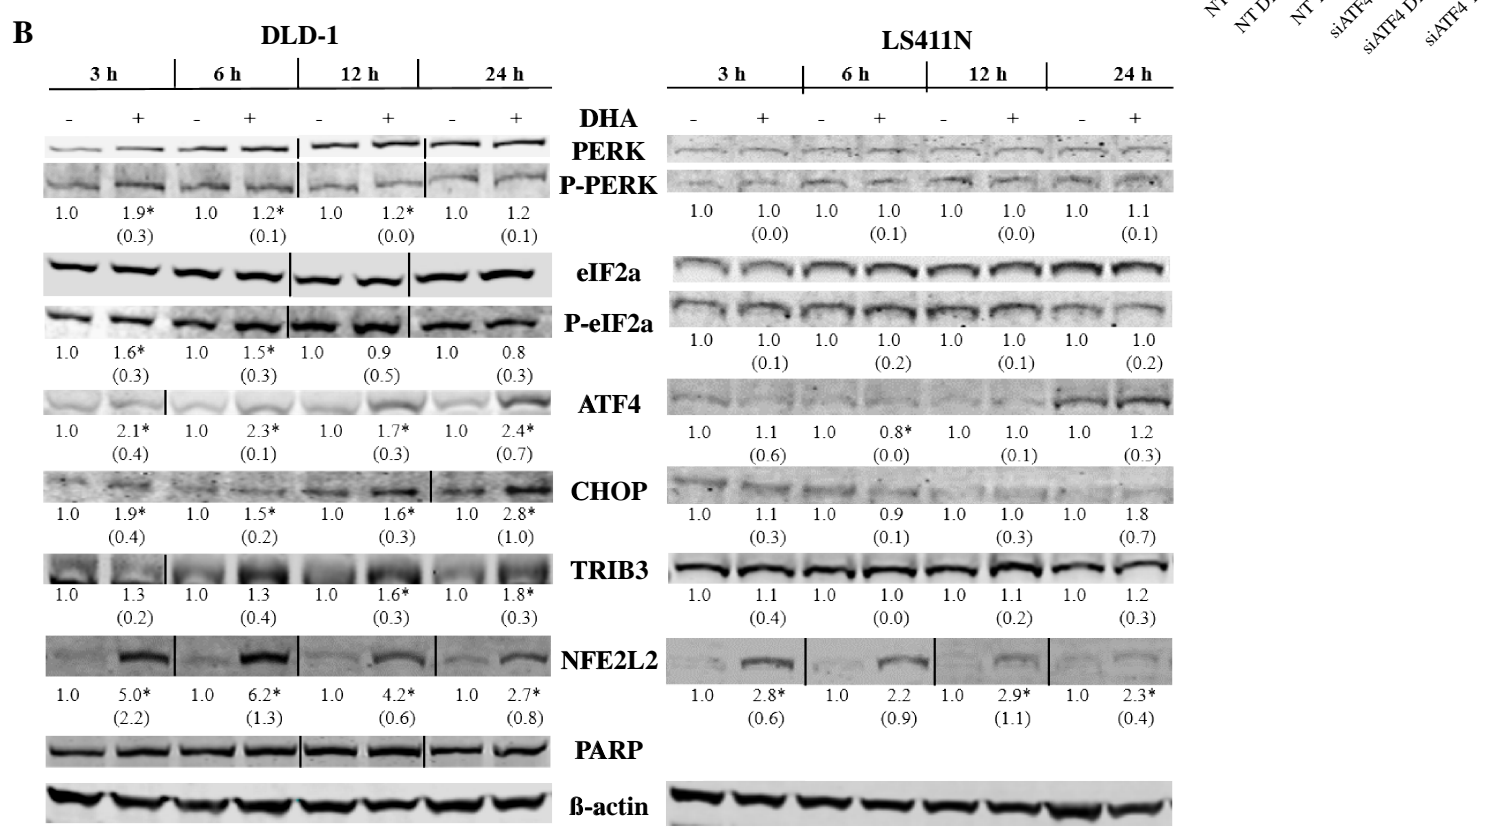 B
DLD-1
3 h 6 h 12 h 24 h
- + - + - + - +
1.0 1.9* 1.0 1.2* 1.0 1.2* 1.0 1.2
(0.3) (0.1) (0.0) (0.1)
1.0 1.6* 1.0 1.5* 1.0 0.9 1.0 0.8
(0.3) (0.3) (0.5) (0.3)
1.0 2.1* 1.0 2.3* 1.0 1.7* 1.0 2.4*
(0.4) (0.1) (0.3) (0.7)
1.0 1.9* 1.0 1.5* 1.0 1.6* 1.0 2.8*
(0.4) (0.2) (0.3) (1.0)
1.0 1.3 1.0 1.3 1.0 1.6* 1.0 1.8*
(0.2) (0.4) (0.3) (0.3)
1.0 5.0* 1.0 6.2* 1.0 4.2* 1.0 2.7*
(2.2) (1.3) (0.6) (0.8)
DHA
PERK
P-PERK
eIF2a
P-eIF2a
ATF4
CHOP
TRIB3
NFE2L2
PARP
ß-actin
LS411N
3 h 6 h 12 h 24 h
- + - + - + - +
1.0 1.0 1.0 1.0 1.0 1.0 1.0 1.1
(0.0) (0.1) (0.0) (0.1)
1.0 1.0 1.0 1.0 1.0 1.0 1.0 1.0
(0.1) (0.2) (0.1) (0.2)
1.0 1.1 1.0 0.8* 1.0 1.0 1.0 1.2
(0.6) (0.0) (0.1) (0.3)
1.0 1.1 1.0 0.9 1.0 1.0 1.0 1.8
(0.3) (0.1) (0.3) (0.7)
1.0 1.1 1.0 1.0 1.0 1.1 1.0 1.2
(0.4) (0.0) (0.2) (0.3)
1.0 2.8* 1.0 2.2 1.0 2.9* 1.0 2.3*
(0.6) (0.9) (1.1) (0.4)
NT
NT
NT
siATF4
siATF4
siATF4